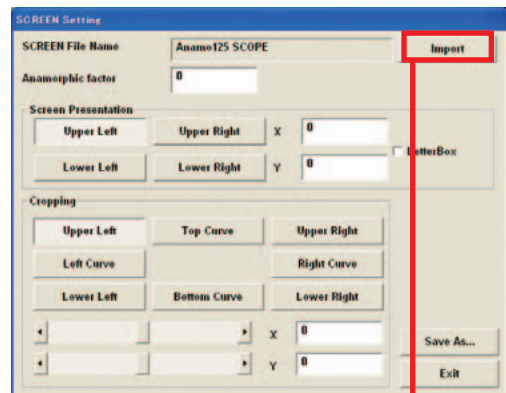 SCREEN Setting
SCREEN File Name Anamo125 SCOPE Import
Anamorphic factor 0
Screen Presentation
Upper Left Upper Right X 0
LetterBox
Lower Left Lower Right Y 0
Cropping
Upper Left Top Curve Upper Right
Left Curve Right Curve
Lower Left Bottom Curve Lower Right
X 0
Save As...
Y 0
Exit